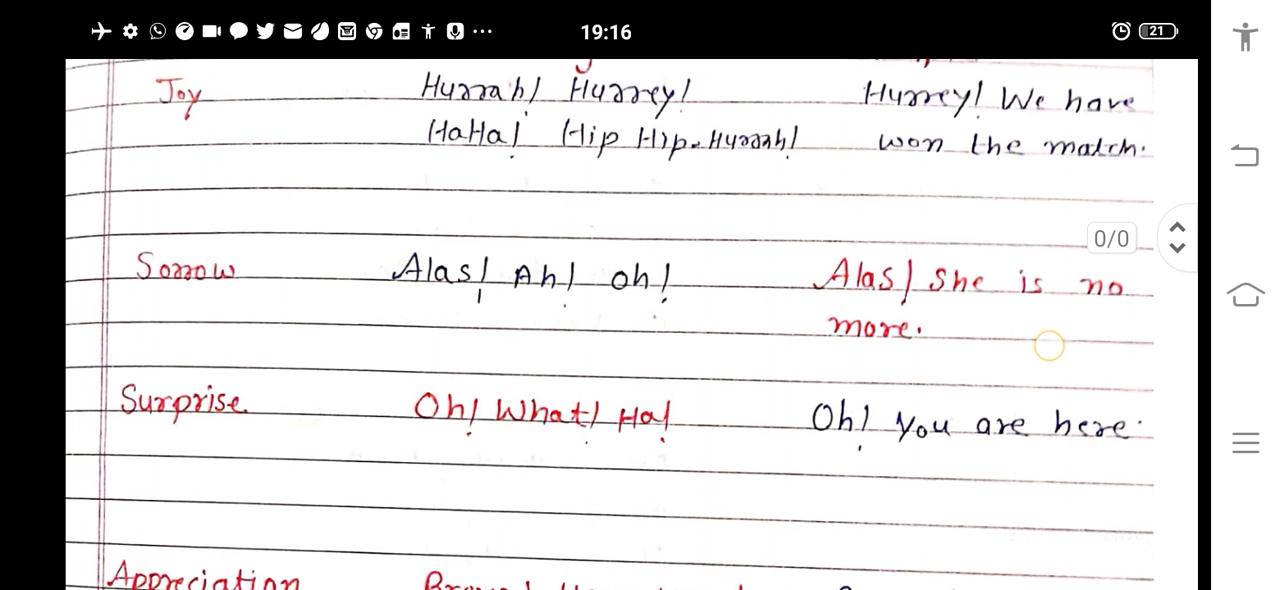 19:16
21
Joy Hurrah! Hurrey! Hurrey! We have
HaHa! Hip Hip-Hurrah! won the match.
0/0
Sorrow Alas! Ah! oh! Alas! She is no
more.
Surprise Oh! What! Ha! Oh! You are here.
Appreciation